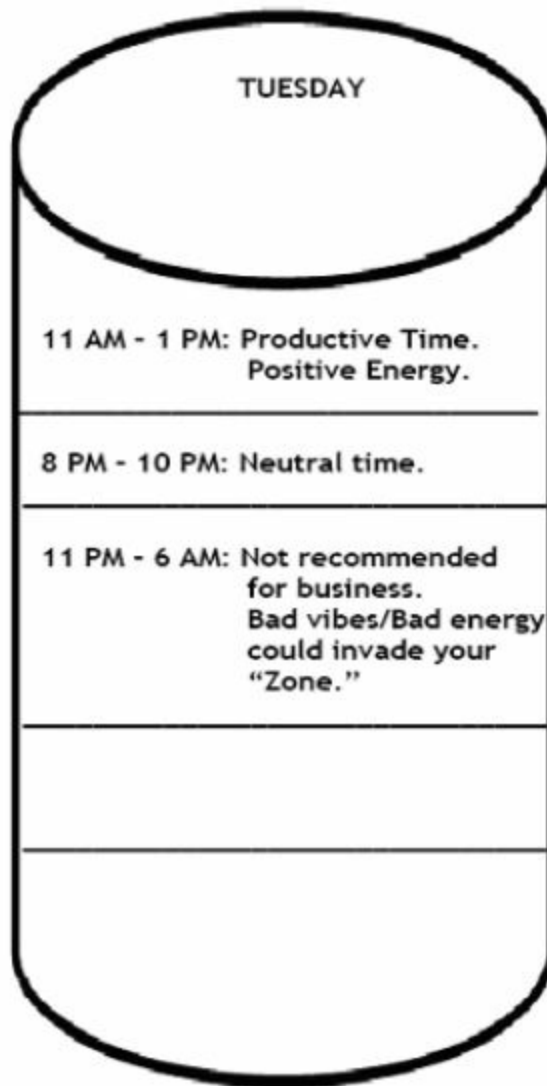 TUESDAY
11 AM - 1 PM: Productive Time.
Positive Energy.
8 PM - 10 PM: Neutral time.
11 PM - 6 AM: Not recommended
for business.
Bad vibes/Bad energy
could invade your
“Zone.”